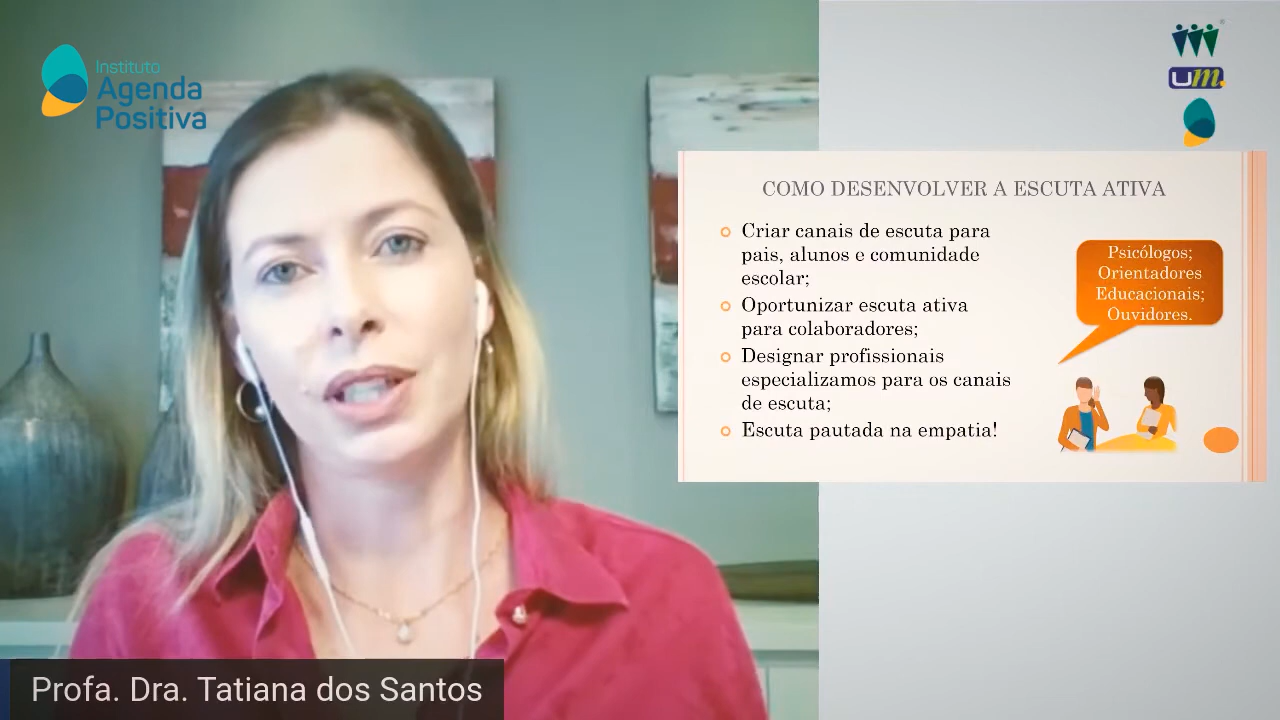 Instituto
Agenda
Positiva
um.
COMO DESENVOLVER A ESCUTA ATIVA
Criar canais de escuta para
pais, alunos e comunidade
escolar;
Oportunizar escuta ativa
para colaboradores;
Designar profissionais
especializamos para os canais
de escuta;
Escuta pautada na empatia!
Psicólogos;
Orientadores
Educacionais;
Ouvidores.
Profa. Dra. Tatiana dos Santos